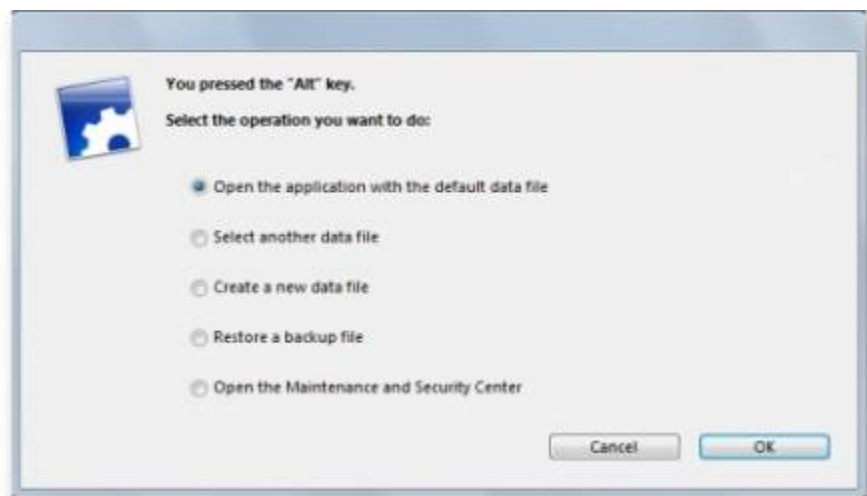 You pressed the "Alt" key.
Select the operation you want to do:
Open the application with the default data file
Select another data file
Create a new data file
Restore a backup file
Open the Maintenance and Security Center
Cancel
OK